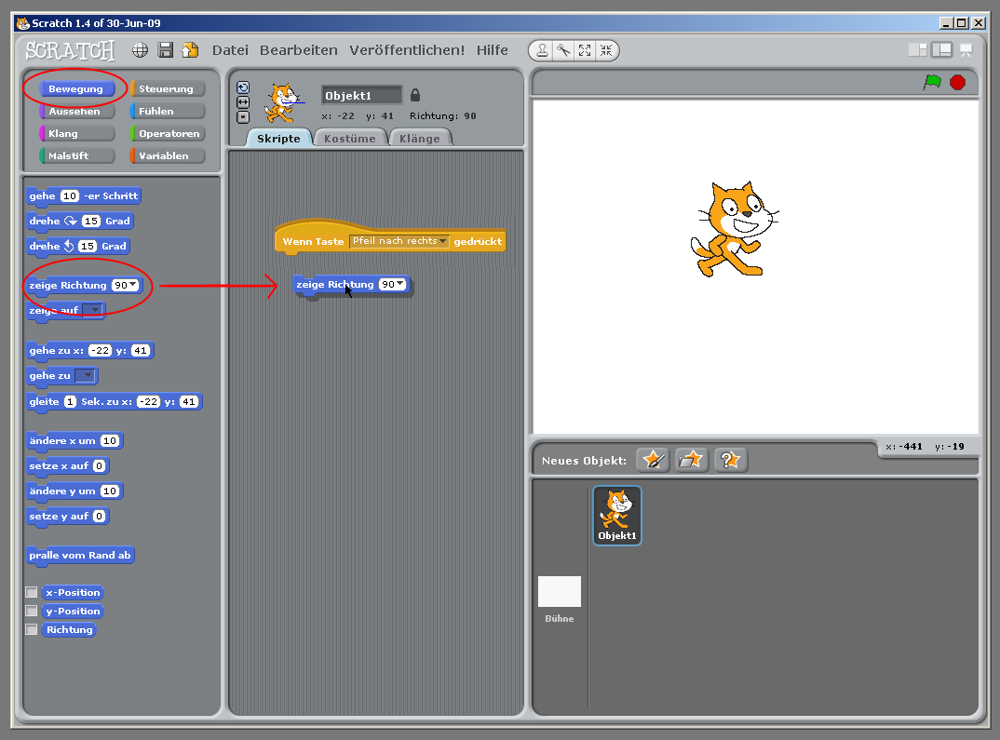 Scratch 1.4 of 30-Jun-09
SCRATCH Datei Bearbeiten Veröffentlichen! Hilfe
Bewegung Steuerung
Aussehen Fühlen
Klang Operatoren
Malstift Variablen
gehe 10 -er Schritt
drehe 15 Grad
drehe 15 Grad
zeige Richtung 90
zeige auf
gehe zu x: -22 y: 41
gehe zu
gleite 1 Sek. zu x: -22 y: 41
ändere x um 10
setze x auf 0
ändere y um 10
setze y auf 0
pralle vom Rand ab
x-Position
y-Position
Richtung
Objekt1
x: -22 y: 41 Richtung: 90
Skripte Kostüme Klänge
Wenn Taste Pfeil nach rechts gedrückt
zeige Richtung 90
x: -441 y: -19
Neues Objekt:
Objekt1
Bühne